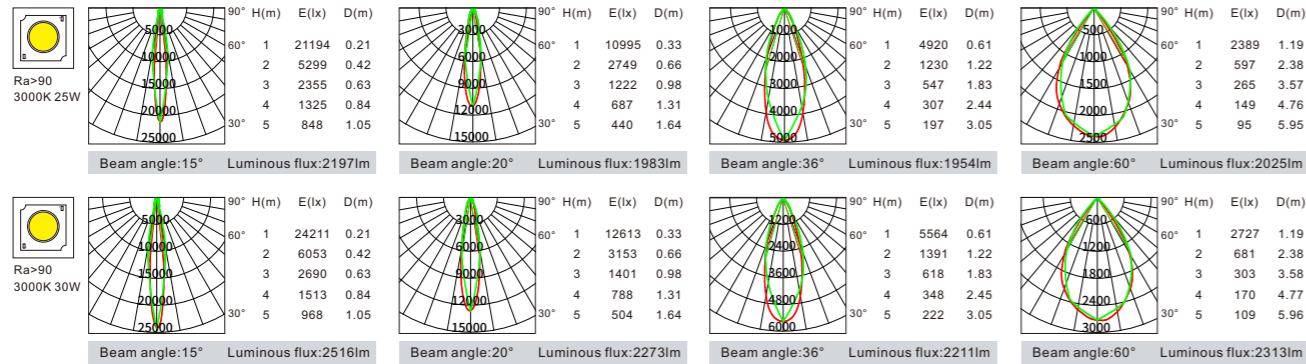 Ra>90
3000K 25W
5000
10000
15000
20000
25000
90°
60°
30°
H(m) E(lx) D(m)
1 21194 0.21
2 5299 0.42
3 2355 0.63
4 1325 0.84
5 848 1.05
Beam angle:15° Luminous flux:2197lm
3000
6000
9000
12000
15000
90°
60°
30°
H(m) E(lx) D(m)
1 10995 0.33
2 2749 0.66
3 1222 0.98
4 687 1.31
5 440 1.64
Beam angle:20° Luminous flux:1983lm
1000
2000
3000
4000
5000
90°
60°
30°
H(m) E(lx) D(m)
1 4920 0.61
2 1230 1.22
3 547 1.83
4 307 2.44
5 197 3.05
Beam angle:36° Luminous flux:1954lm
500
1000
1500
2000
2500
90°
60°
30°
H(m) E(lx) D(m)
1 2389 1.19
2 597 2.38
3 265 3.57
4 149 4.76
5 95 5.95
Beam angle:60° Luminous flux:2025lm
Ra>90
3000K 30W
5000
10000
15000
20000
25000
90°
60°
30°
H(m) E(lx) D(m)
1 24211 0.21
2 6053 0.42
3 2690 0.63
4 1513 0.84
5 968 1.05
Beam angle:15° Luminous flux:2516lm
3000
6000
9000
12000
15000
90°
60°
30°
H(m) E(lx) D(m)
1 12613 0.33
2 3153 0.66
3 1401 0.98
4 788 1.31
5 504 1.64
Beam angle:20° Luminous flux:2273lm
1200
2400
3600
4800
6000
90°
60°
30°
H(m) E(lx) D(m)
1 5564 0.61
2 1391 1.22
3 618 1.83
4 348 2.45
5 222 3.05
Beam angle:36° Luminous flux:2211lm
600
1200
1800
2400
3000
90°
60°
30°
H(m) E(lx) D(m)
1 2727 1.19
2 681 2.38
3 303 3.58
4 170 4.77
5 109 5.96
Beam angle:60° Luminous flux:2313lm